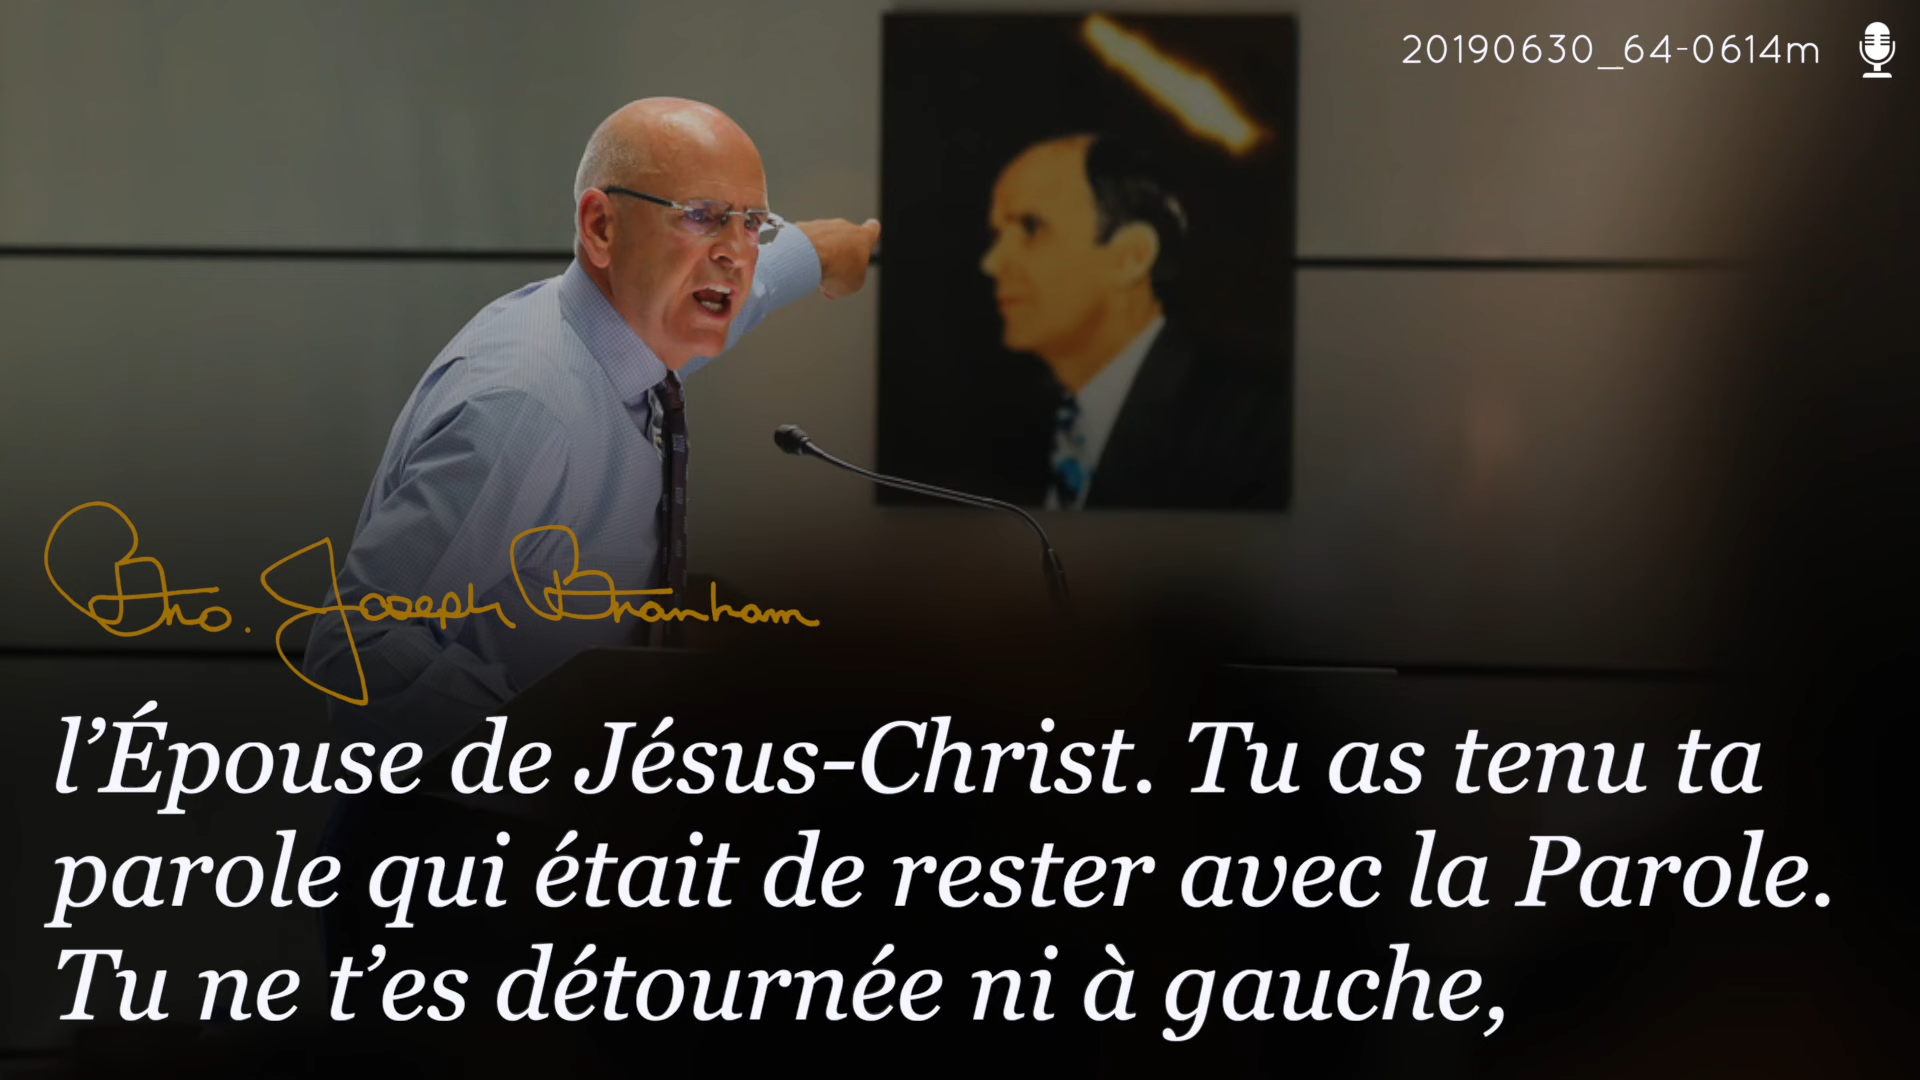 20190630_64-0614m
Bro. Joseph Branham
l’Épouse de Jésus-Christ. Tu as tenu ta
parole qui était de rester avec la Parole.
Tu ne t’es détournée ni à gauche,